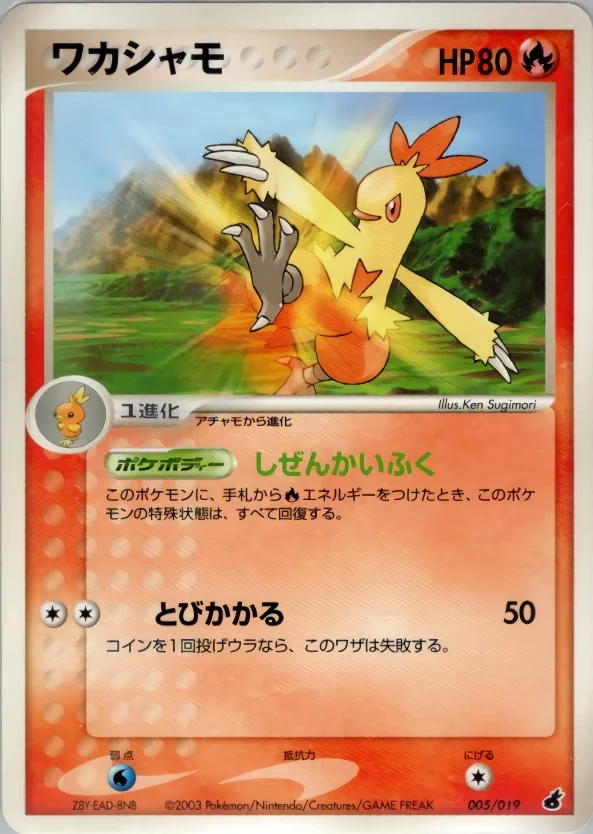 ワカシャモ
HP80
Illus.Ken Sugimori
1進化
アチャモから進化
ポケボディー しぜんかいふく
このポケモンに、手札からエネルギーをつけたとき、このポケ
モンの特殊状態は、すべて回復する。
とびかかる 50
コインを1回投げウラなら、このワザは失敗する。
弱点 抵抗力 にげる
Z8Y-EAD-8NB ©2003 Pokémon/Nintendo/Creatures/GAME FREAK 005/019